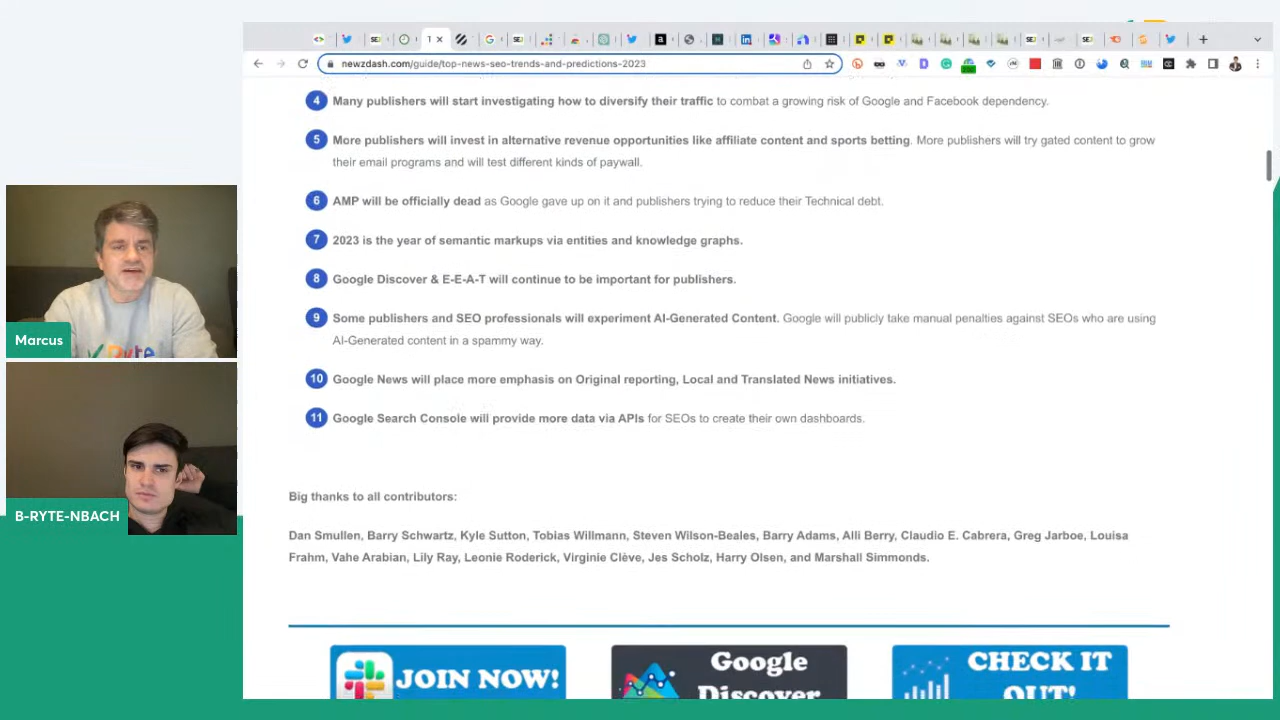 newzdash.com/guide/top-news-seo-trends-and-predictions-2023
4 Many publishers will start investigating how to diversify their traffic to combat a growing risk of Google and Facebook dependency.
5 More publishers will invest in alternative revenue opportunities like affiliate content and sports betting. More publishers will try gated content to grow
their email programs and will test different kinds of paywall.
6 AMP will be officially dead as Google gave up on it and publishers trying to reduce their Technical debt.
7 2023 is the year of semantic markups via entities and knowledge graphs.
8 Google Discover & E-E-A-T will continue to be important for publishers.
9 Some publishers and SEO professionals will experiment AI-Generated Content. Google will publicly take manual penalties against SEOs who are using
AI-Generated content in a spammy way.
10 Google News will place more emphasis on Original reporting, Local and Translated News initiatives.
11 Google Search Console will provide more data via APIs for SEOs to create their own dashboards.
Big thanks to all contributors:
Dan Smullen, Barry Schwartz, Kyle Sutton, Tobias Willmann, Steven Wilson-Beales, Barry Adams, Alli Berry, Claudio E. Cabrera, Greg Jarboe, Louisa
Frahm, Vahe Arabian, Lily Ray, Leonie Roderick, Virginie Clève, Jes Scholz, Harry Olsen, and Marshall Simmonds.
JOIN NOW!
Google
Discover
CHECK IT
OUT!
Marcus
Ryte
B-RYTE-NBACH